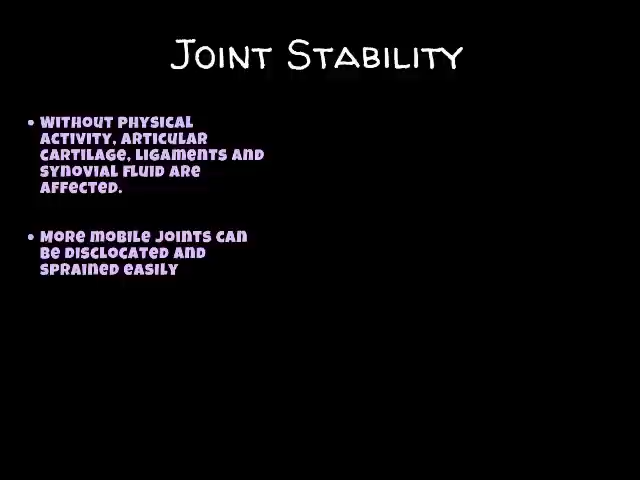 Joint Stability
• Without physical
activity, articular
cartilage, ligaments and
synovial fluid are
affected.
• More mobile joints can
be disclocated and
sprained easily